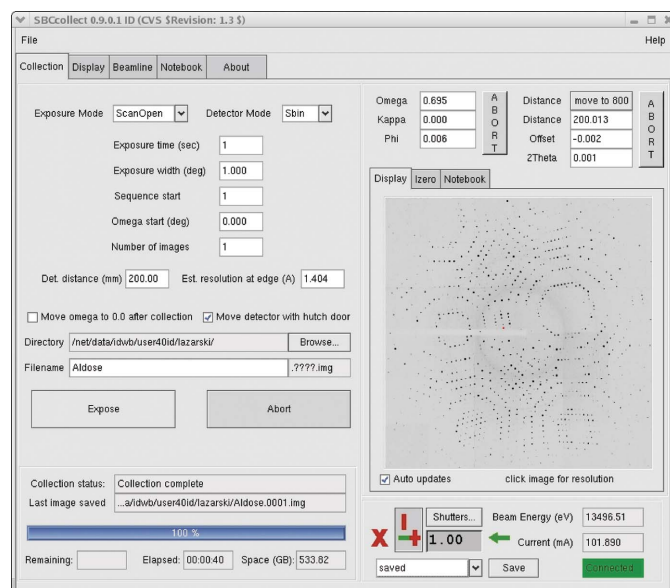 SBCcollect 0.9.0.1 ID (CVS $Revision: 1.3 $)
File
Help
Collection
Display
Beamline
Notebook
About
Exposure Mode ScanOpen
Detector Mode Sbin
Exposure time (sec) 1
Exposure width (deg) 1.000
Sequence start 1
Omega start (deg) 0.000
Number of images 1
Det. distance (mm) 200.00 Est. resolution at edge (A) 1.404
Move omega to 0.0 after collection
Move detector with hutch door
Directory /net/data/idwb/user40id/lazarski/ Browse...
Filename Aldose .????.img
Expose
Abort
Collection status: Collection complete
Last image saved ...a/idwb/user40id/lazarski/Aldose.0001.img
100 %
Remaining: Elapsed: 00:00:40 Space (GB): 533.82
Omega 0.695
Kappa 0.000
Phi 0.006
ABORT
Distance move to 800
Distance 200.013
Offset -0.002
2Theta 0.001
ABORT
Display
Izero
Notebook
Auto updates
click image for resolution
Shutters...
Beam Energy (eV) 13496.51
1.00
Current (mA) 101.890
saved
Save
Connected